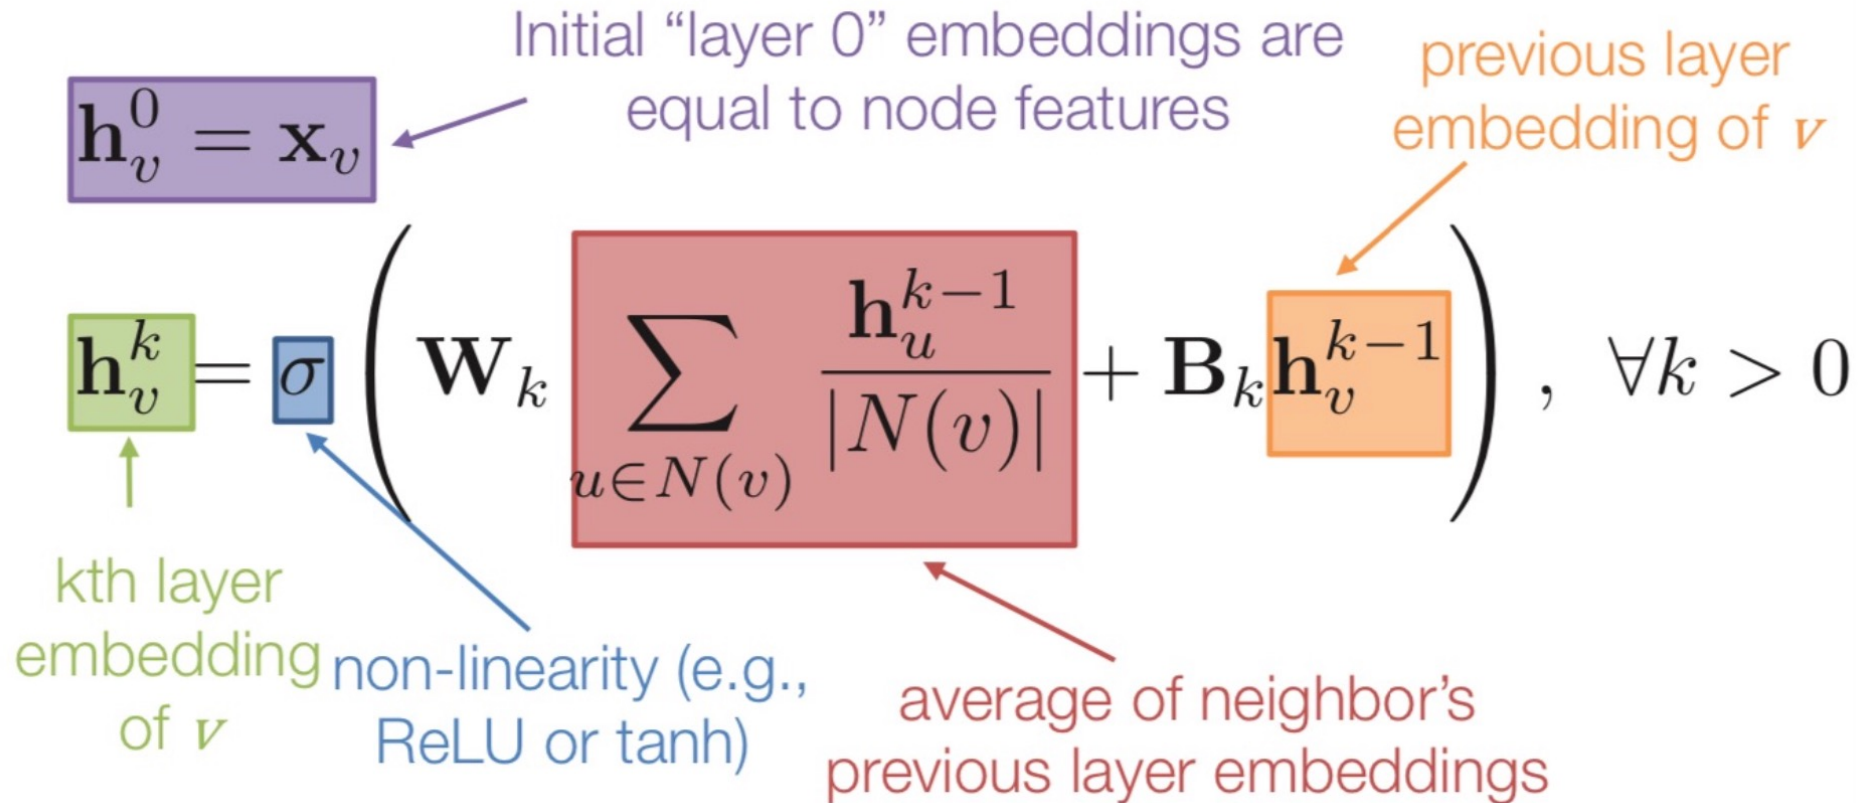 Initial “layer 0” embeddings are
equal to node features
previous layer
embedding of v
h_v^0 = x_v
h_v^k = σ ( W_k ∑_{u∈N(v)} h_u^{k−1} / |N(v)| + B_k h_v^{k−1} ) , ∀k > 0
kth layer
embedding
of v
non-linearity (e.g.,
ReLU or tanh)
average of neighbor’s
previous layer embeddings